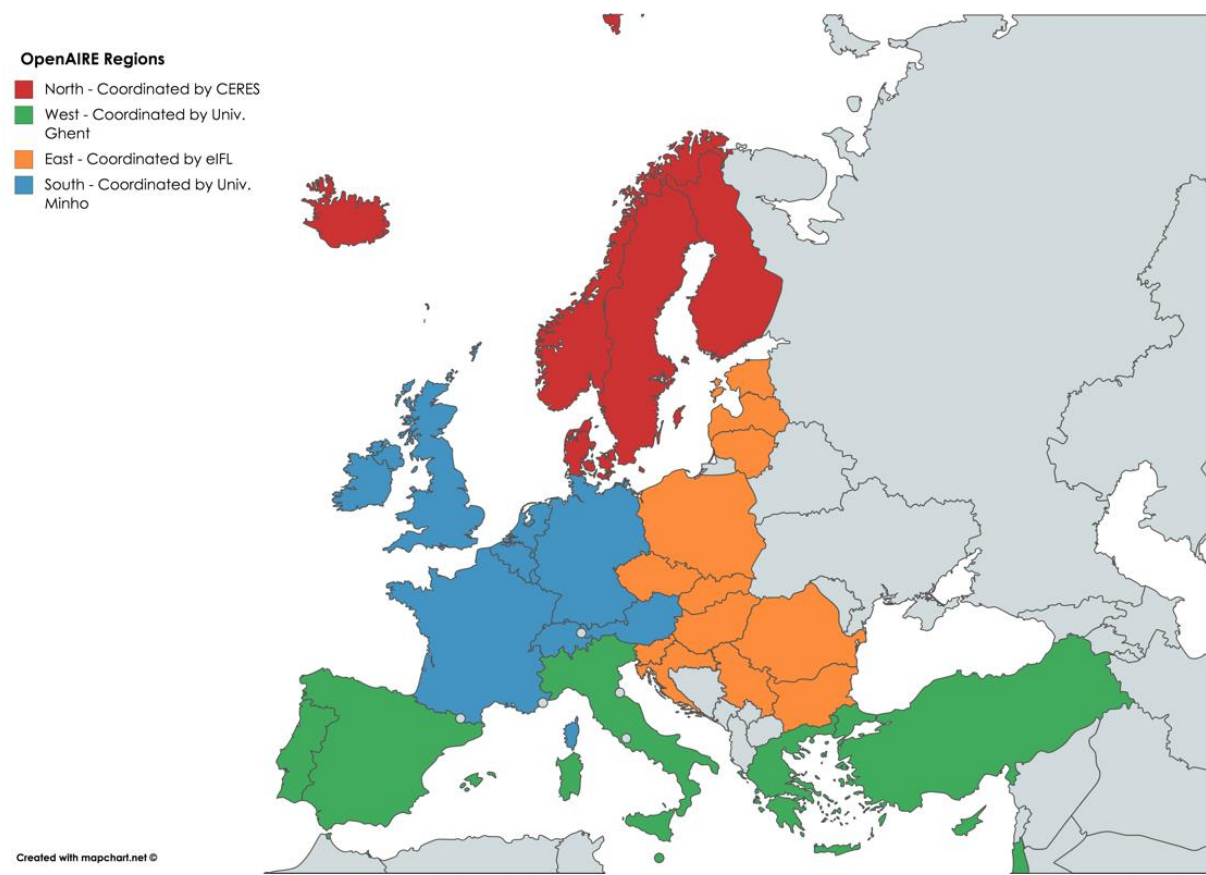 OpenAIRE Regions
North - Coordinated by CERES
West - Coordinated by Univ.
Ghent
East - Coordinated by eIFL
South - Coordinated by Univ.
Minho
Created with mapchart.net ©